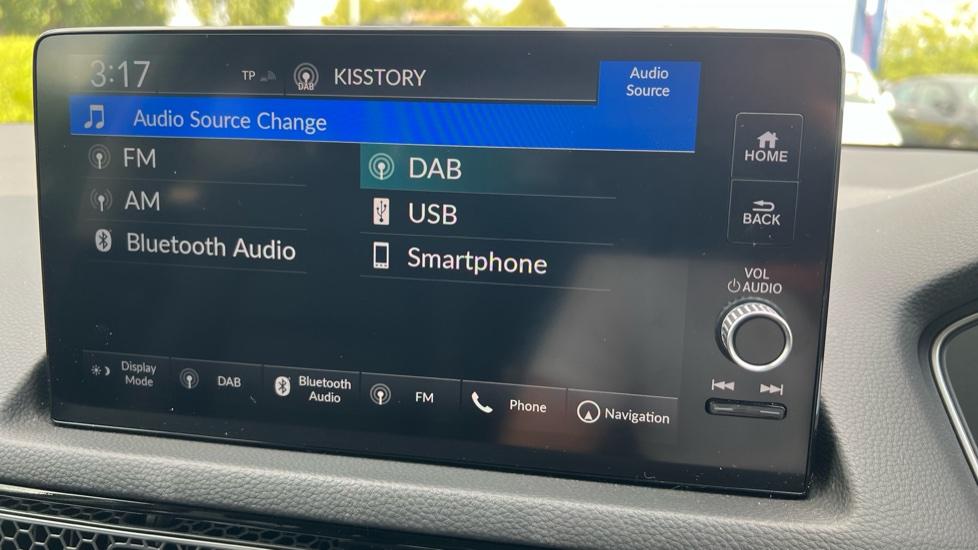 3:17
TP
DAB
KISSTORY
Audio
Source
Audio Source Change
FM
DAB
AM
USB
Bluetooth Audio
Smartphone
HOME
BACK
VOL
AUDIO
Display
Mode
DAB
Bluetooth
Audio
FM
Phone
Navigation